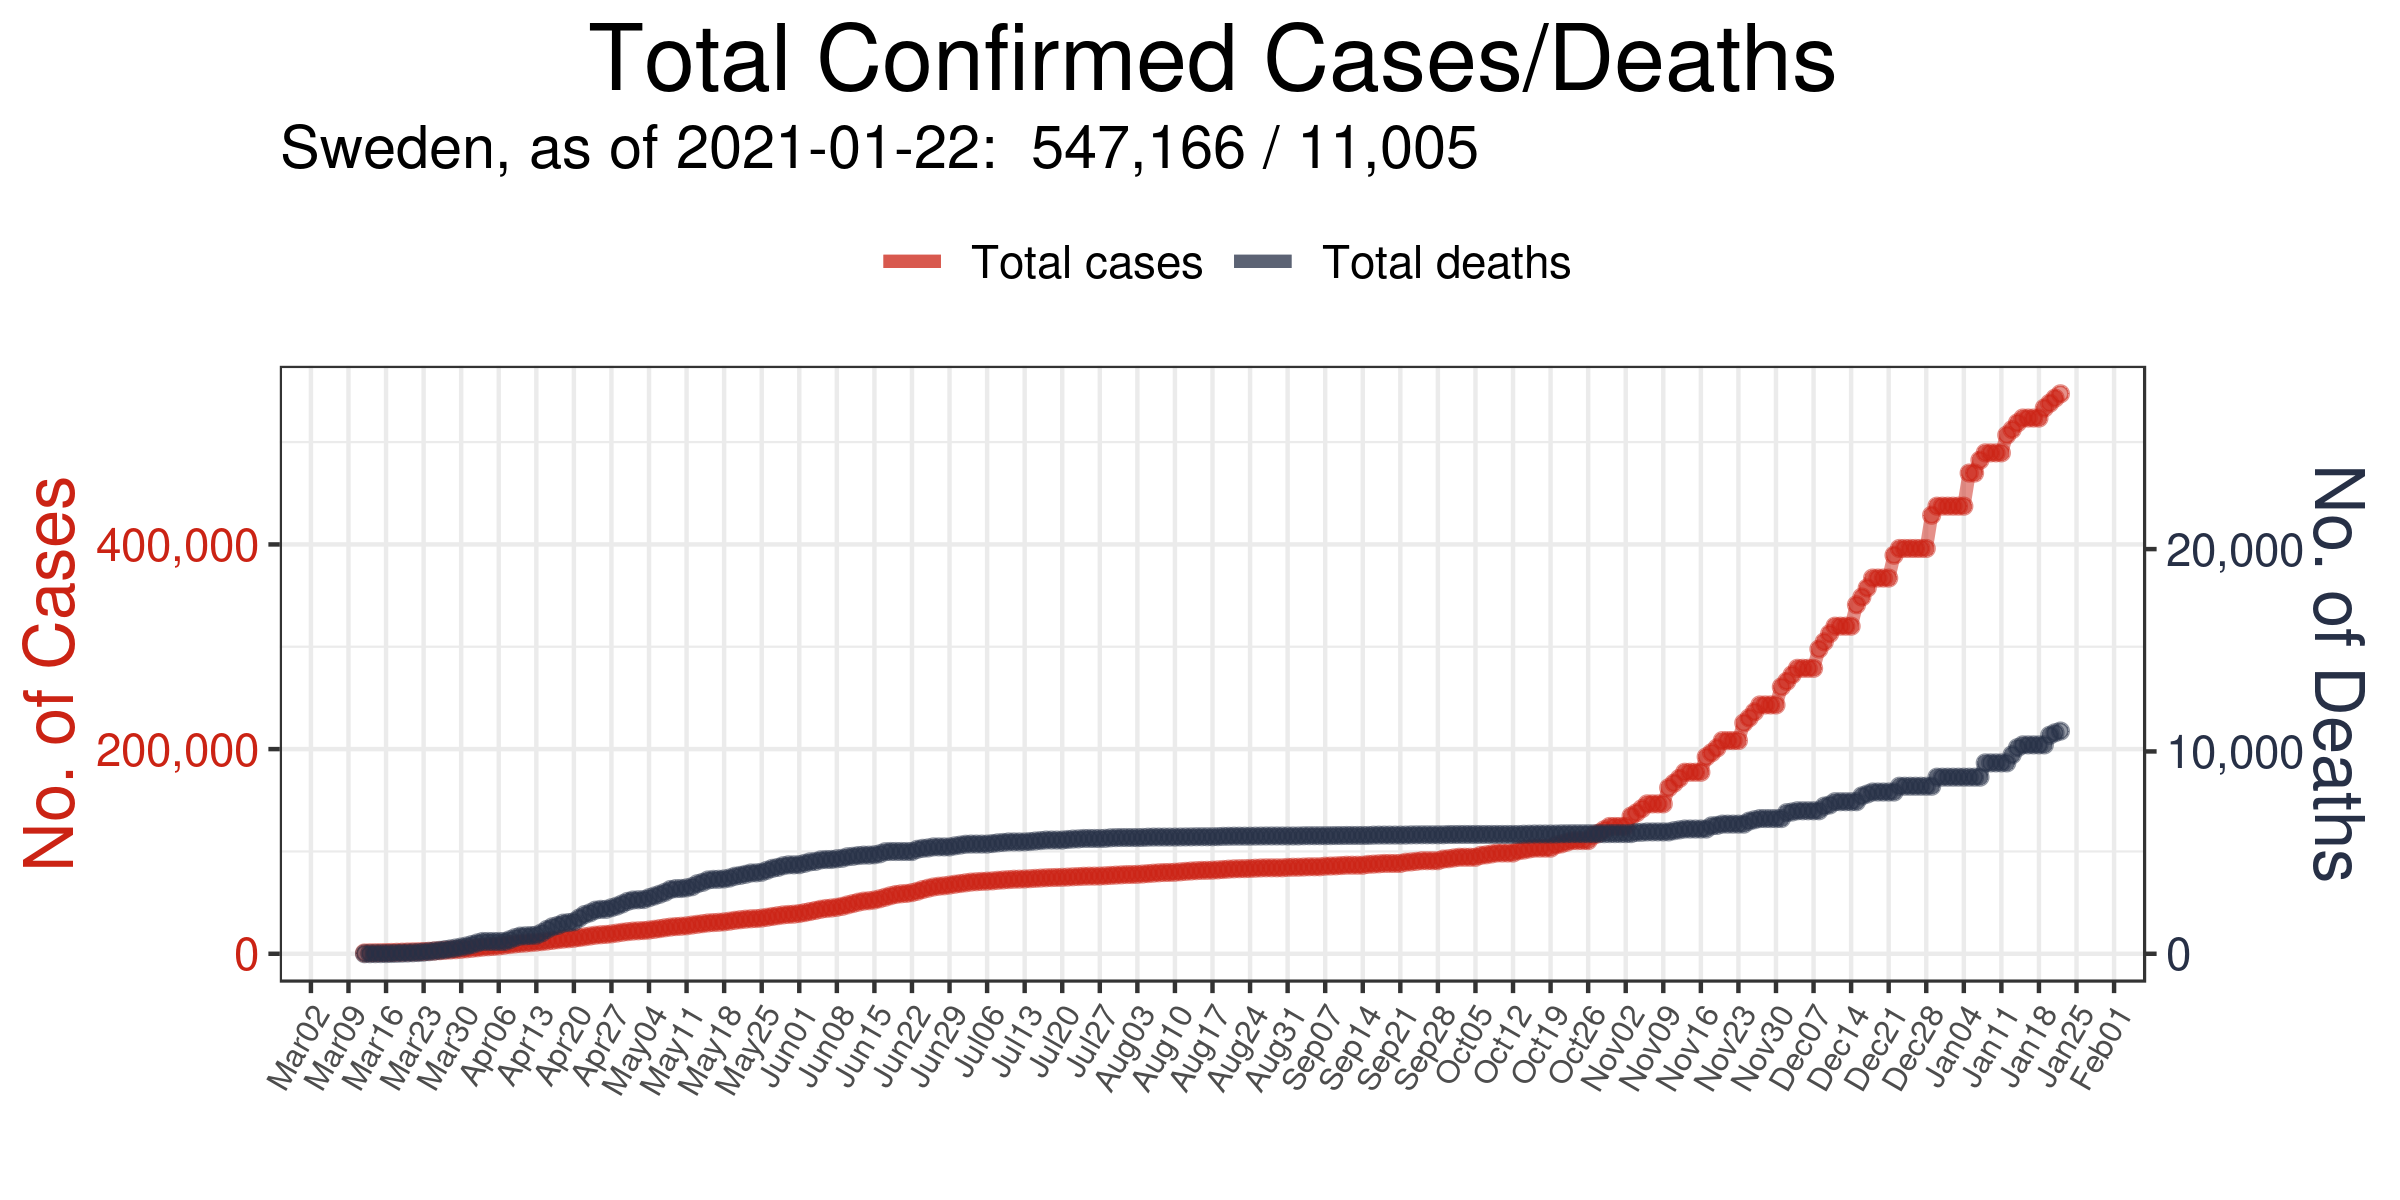 Total Confirmed Cases/Deaths
Sweden, as of 2021-01-22:  547,166 / 11,005
Total cases
Total deaths
No. of Cases
400,000
200,000
0
20,000
10,000
0
No. of Deaths
Mar02
Mar09
Mar16
Mar23
Mar30
Apr06
Apr13
Apr20
Apr27
May04
May11
May18
May25
Jun01
Jun08
Jun15
Jun22
Jun29
Jul06
Jul13
Jul20
Jul27
Aug03
Aug10
Aug17
Aug24
Aug31
Sep07
Sep14
Sep21
Sep28
Oct05
Oct12
Oct19
Oct26
Nov02
Nov09
Nov16
Nov23
Nov30
Dec07
Dec14
Dec21
Dec28
Jan04
Jan11
Jan18
Jan25
Feb01